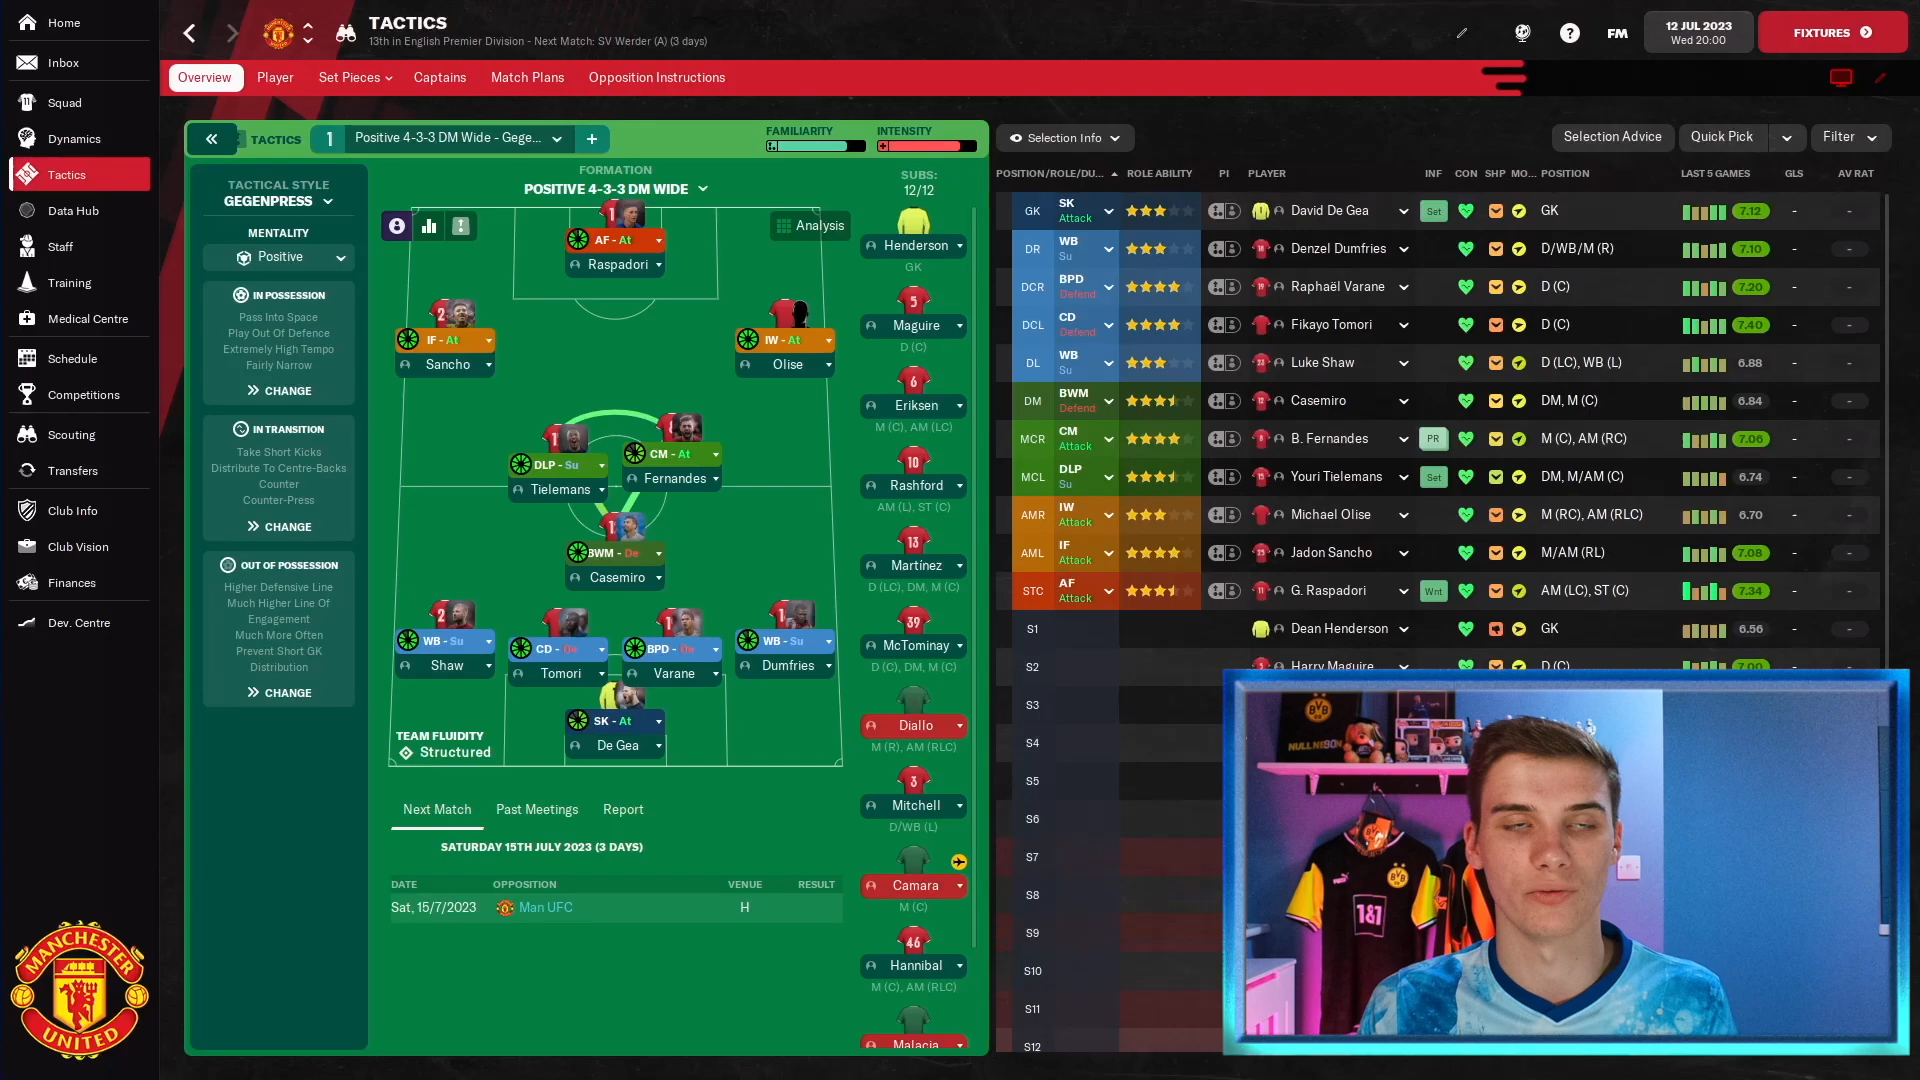 Home
Inbox
Squad
Dynamics
Tactics
Data Hub
Staff
Training
Medical Centre
Schedule
Competitions
Scouting
Transfers
Club Info
Club Vision
Finances
Dev. Centre
MANCHESTER
UNITED
TACTICS
13th in English Premier Division - Next Match: SV Werder (A) (3 days)
FM
12 JUL 2023
Wed 20:00
FIXTURES
Overview
Player
Set Pieces
Captains
Match Plans
Opposition Instructions
TACTICS
1
Positive 4-3-3 DM Wide - Gege...
FAMILIARITY
INTENSITY
TACTICAL STYLE
GEGENPRESS
MENTALITY
Positive
IN POSSESSION
Pass Into Space
Play Out Of Defence
Extremely High Tempo
Fairly Narrow
CHANGE
IN TRANSITION
Take Short Kicks
Distribute To Centre-Backs
Counter
Counter-Press
CHANGE
OUT OF POSSESSION
Higher Defensive Line
Much Higher Line Of
Engagement
Much More Often
Prevent Short GK
Distribution
CHANGE
FORMATION
POSITIVE 4-3-3 DM WIDE
Analysis
AF - At
Raspadori
IF - At
Sancho
IW - At
Olise
DLP - Su
Tielemans
CM - At
Fernandes
BWM - De
Casemiro
WB - Su
Shaw
CD - De
Tomori
BPD - De
Varane
WB - Su
Dumfries
SK - At
De Gea
TEAM FLUIDITY
Structured
SUBS:
12/12
Henderson
GK
5
Maguire
D (C)
6
Eriksen
M (C), AM (LC)
10
Rashford
AM (L), ST (C)
13
Martínez
D (LC), DM, M (C)
39
McTominay
D (C), DM, M (C)
Diallo
M (R), AM (RLC)
3
Mitchell
D/WB (L)
Camara
M (C)
46
Hannibal
M (C), AM (RLC)
Malacia
Next Match
Past Meetings
Report
SATURDAY 15TH JULY 2023 (3 DAYS)
DATE OPPOSITION VENUE RESULT
Sat, 15/7/2023 Man UFC H
Selection Info
Selection Advice
Quick Pick
Filter
POSITION/ROLE/DU... ROLE ABILITY PI PLAYER INF CON SHP MO... POSITION LAST 5 GAMES GLS AV RAT
GK SK Attack David De Gea Set GK 7.12 - -
DR WB Su Denzel Dumfries D/WB/M (R) 7.10 - -
DCR BPD Defend Raphaël Varane D (C) 7.20 - -
DCL CD Defend Fikayo Tomori D (C) 7.40 - -
DL WB Su Luke Shaw D (LC), WB (L) 6.88 - -
DM BWM Defend Casemiro DM, M (C) 6.84 - -
MCR CM Attack B. Fernandes PR M (C), AM (RC) 7.06 - -
MCL DLP Su Youri Tielemans Set DM, M/AM (C) 6.74 - -
AMR IW Attack Michael Olise M (RC), AM (RLC) 6.70 - -
AML IF Attack Jadon Sancho M/AM (RL) 7.08 - -
STC AF Attack G. Raspadori Wnt AM (LC), ST (C) 7.34 - -
S1 Dean Henderson GK 6.56 - -
S2 Harry Maguire D (C) 7.00 - -
S3
S4
S5
S6
S7
S8
S9
S10
S11
S12
BVB
09
BVB
09
1&1